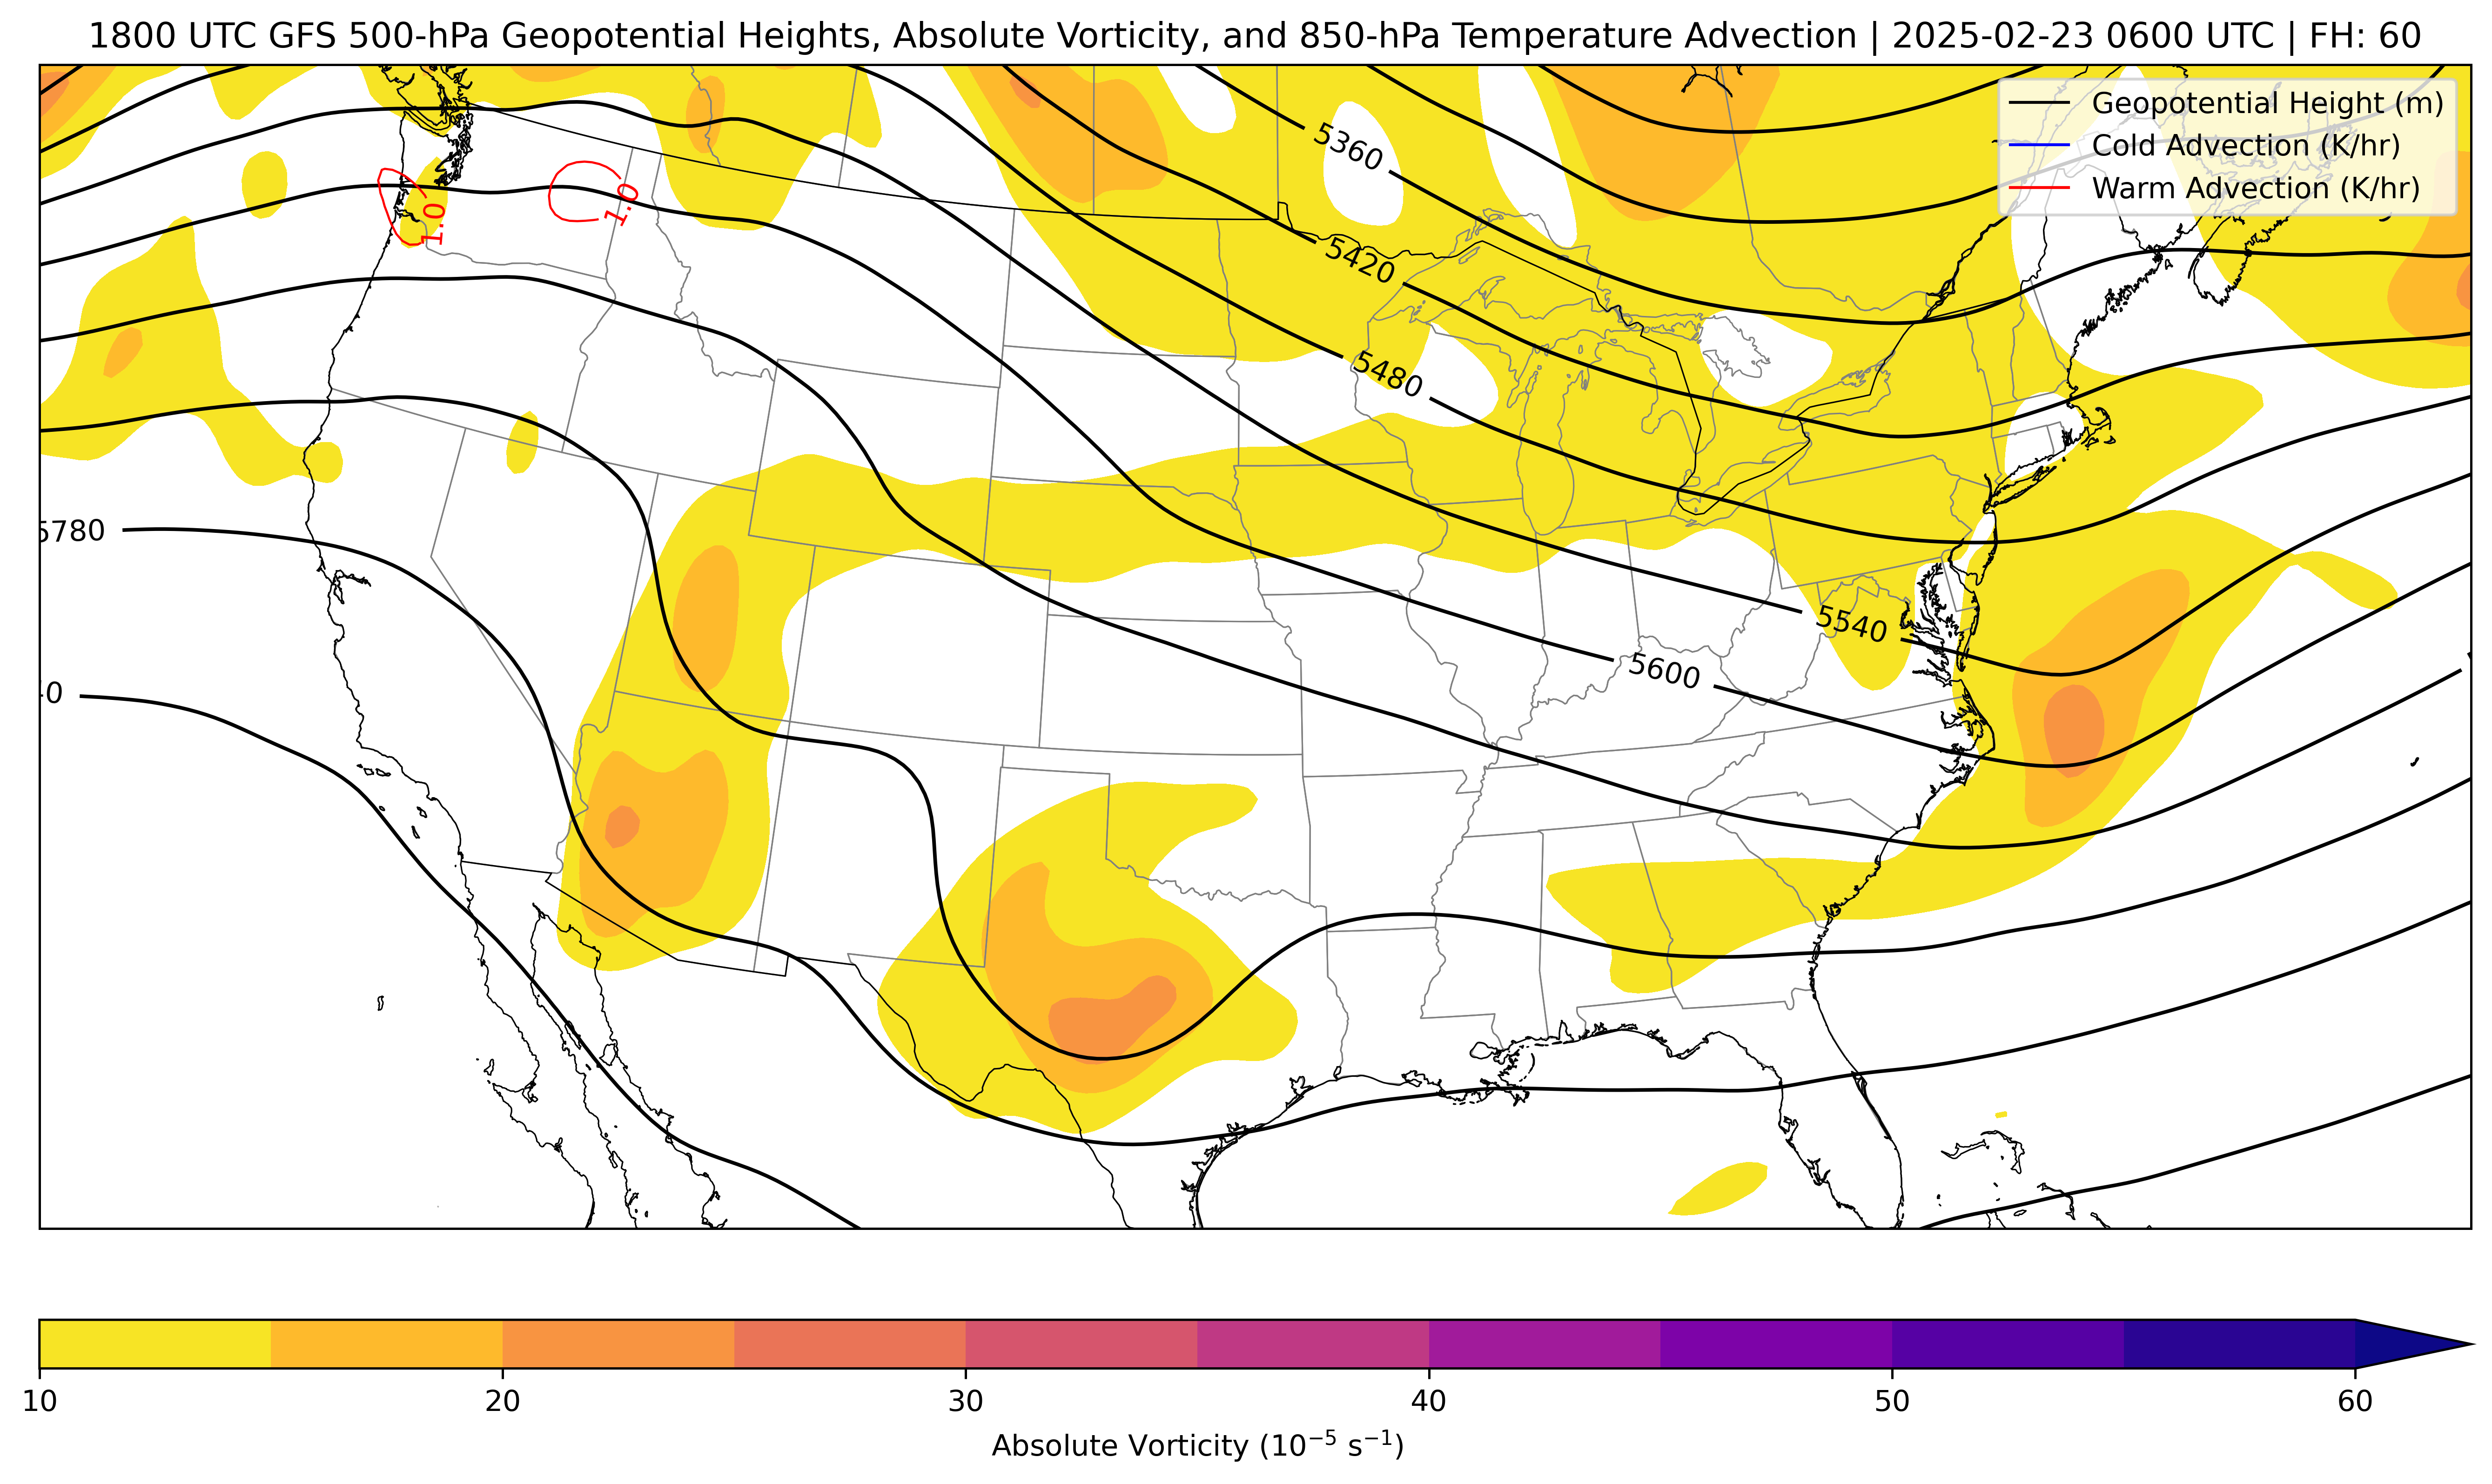 1800 UTC GFS 500-hPa Geopotential Heights, Absolute Vorticity, and 850-hPa Temperature Advection | 2025-02-23 0600 UTC | FH: 60
Geopotential Height (m)
Cold Advection (K/hr)
Warm Advection (K/hr)
5360
1.0
1.0
5420
5480
5780
5540
5600
10 20 30 40 50 60
Absolute Vorticity (10⁻⁵ s⁻¹)